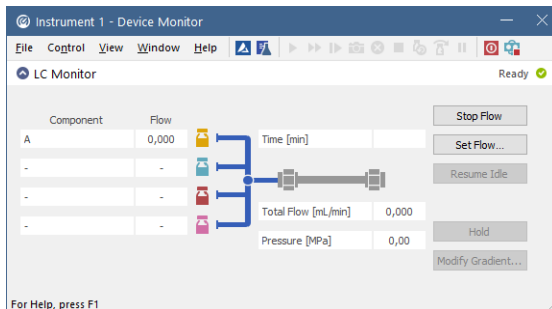 Instrument 1 - Device Monitor
File Control View Window Help
LC Monitor Ready
Component Flow Stop Flow
A 0,000 Time [min] Set Flow...
- - Resume Idle
- -
Total Flow [mL/min] 0,000
- - Hold
Pressure [MPa] 0,00
Modify Gradient...
For Help, press F1